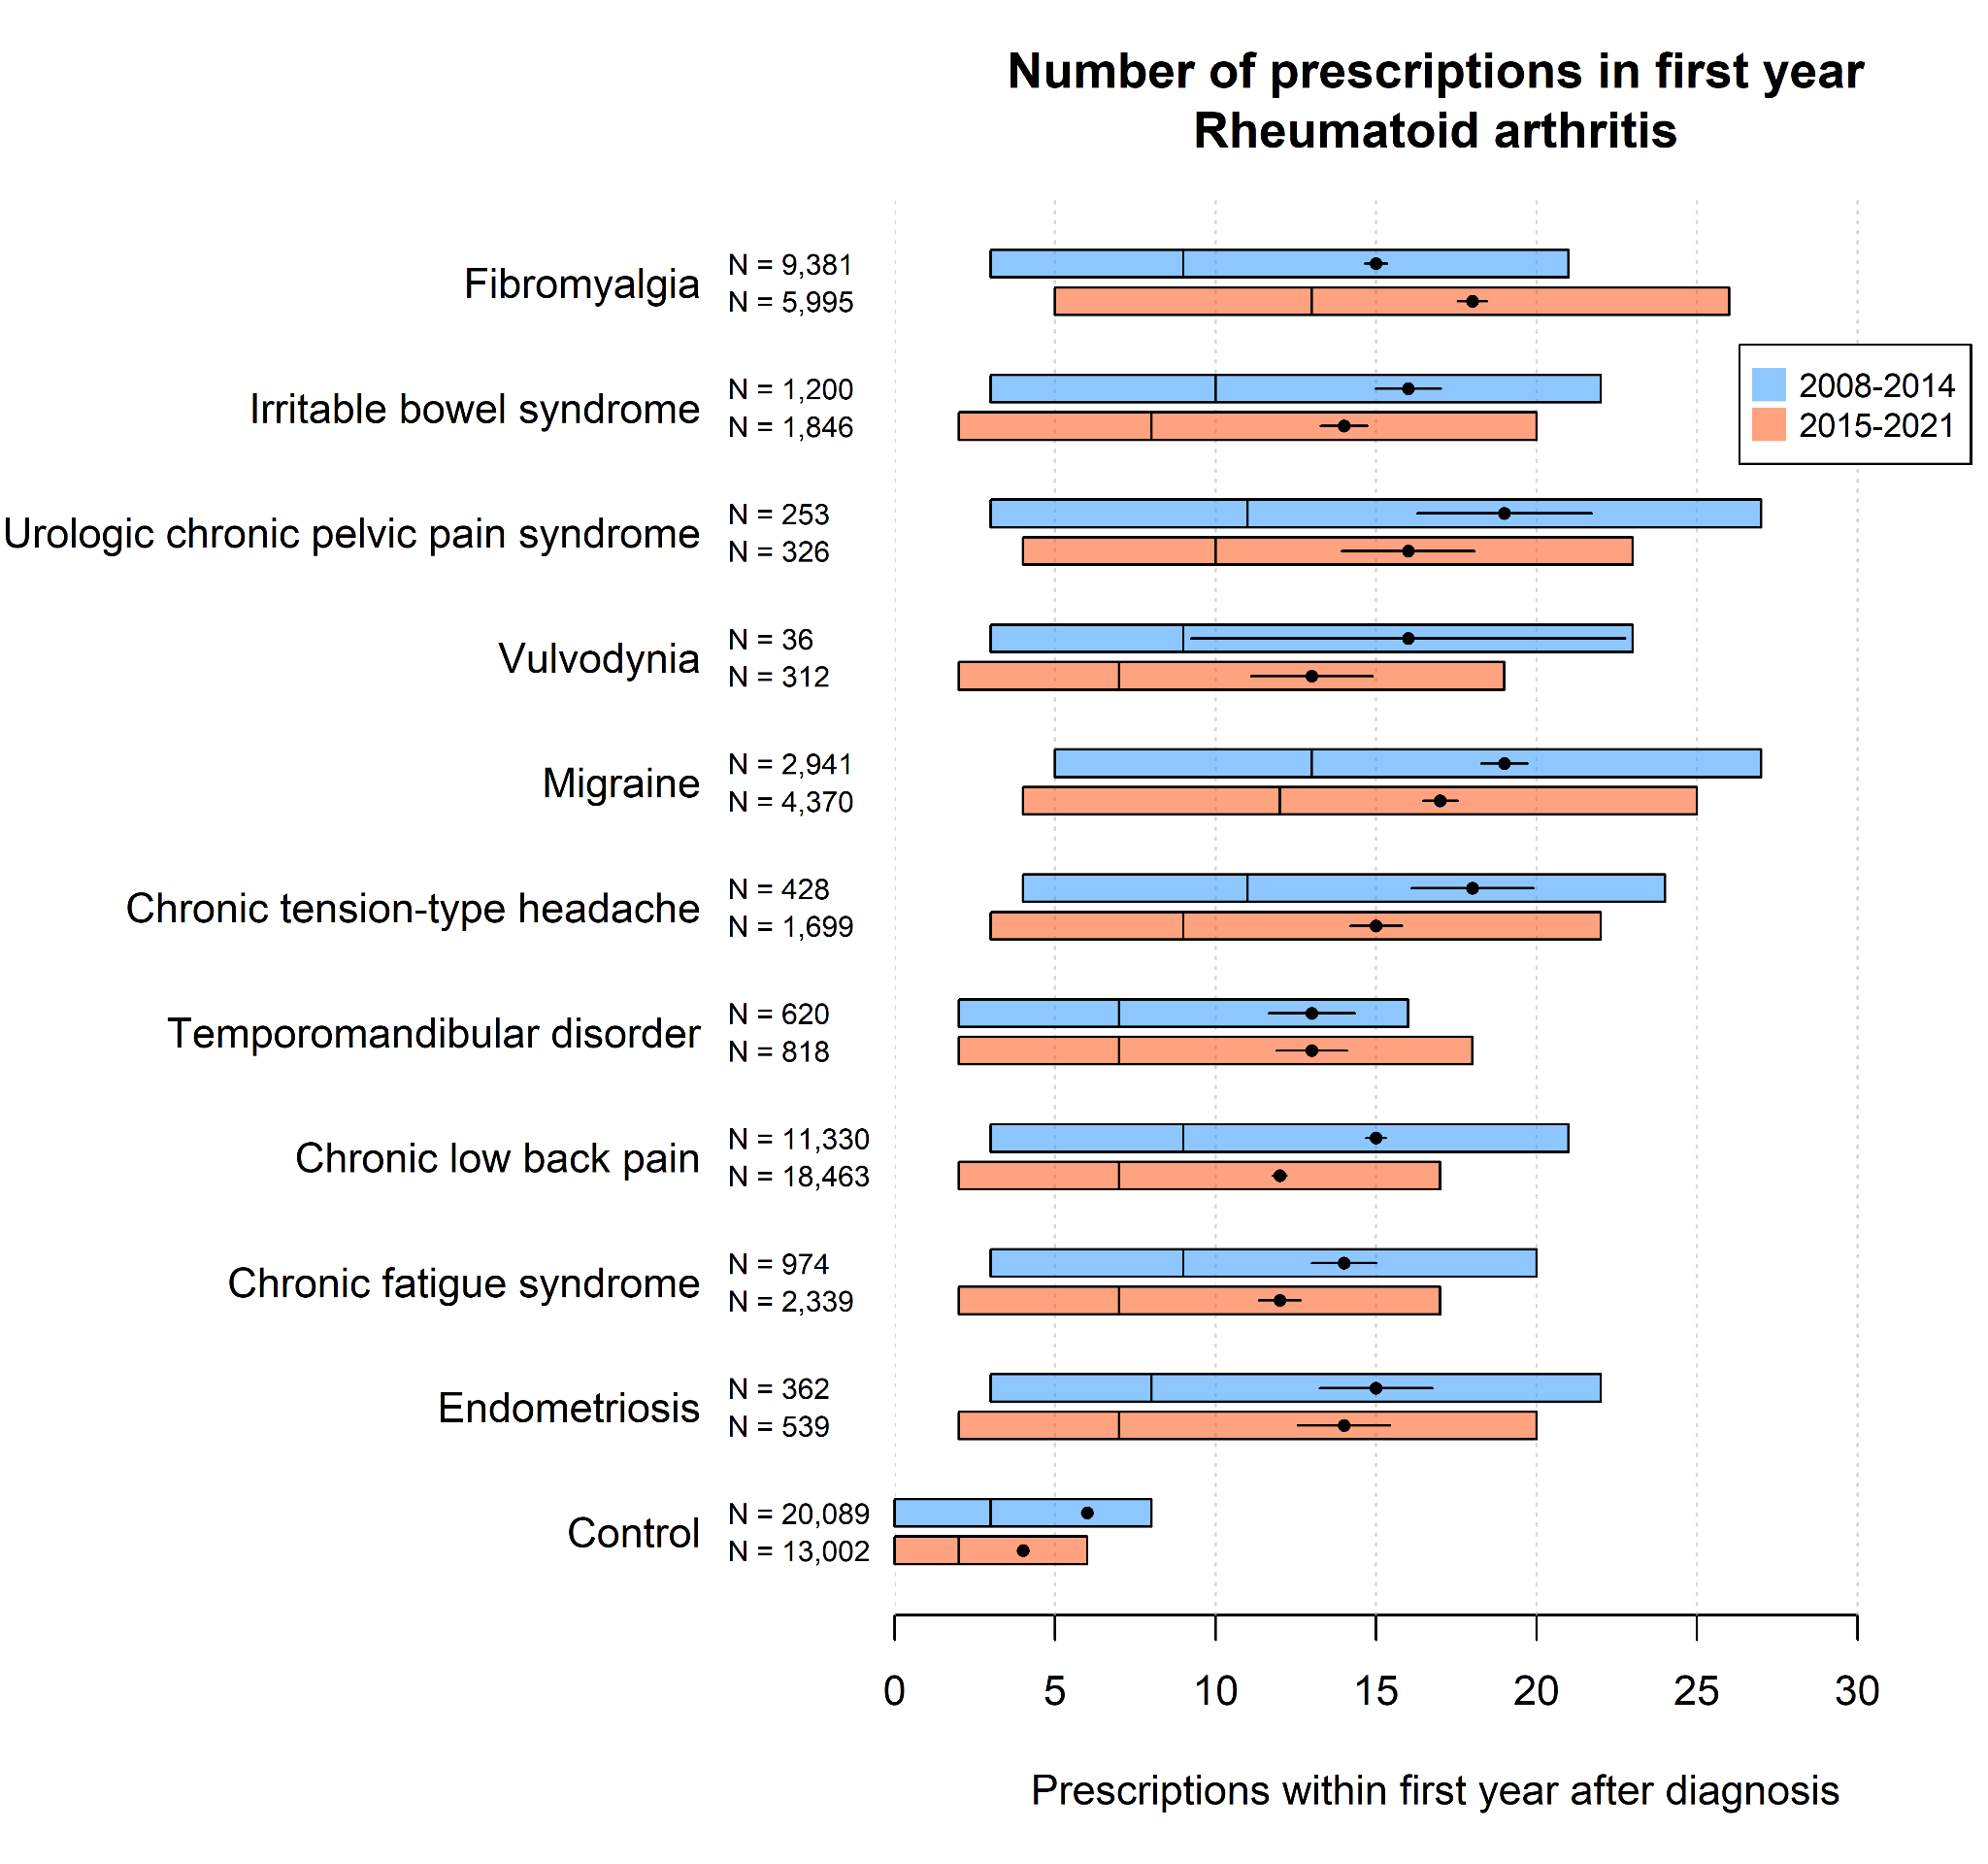 Number of prescriptions in first year
Rheumatoid arthritis
Fibromyalgia
N = 9,381
N = 5,995
2008-2014
2015-2021
Irritable bowel syndrome
N = 1,200
N = 1,846
Urologic chronic pelvic pain syndrome
N = 253
N = 326
Vulvodynia
N = 36
N = 312
Migraine
N = 2,941
N = 4,370
Chronic tension-type headache
N = 428
N = 1,699
Temporomandibular disorder
N = 620
N = 818
Chronic low back pain
N = 11,330
N = 18,463
Chronic fatigue syndrome
N = 974
N = 2,339
Endometriosis
N = 362
N = 539
Control
N = 20,089
N = 13,002
0 5 10 15 20 25 30
Prescriptions within first year after diagnosis